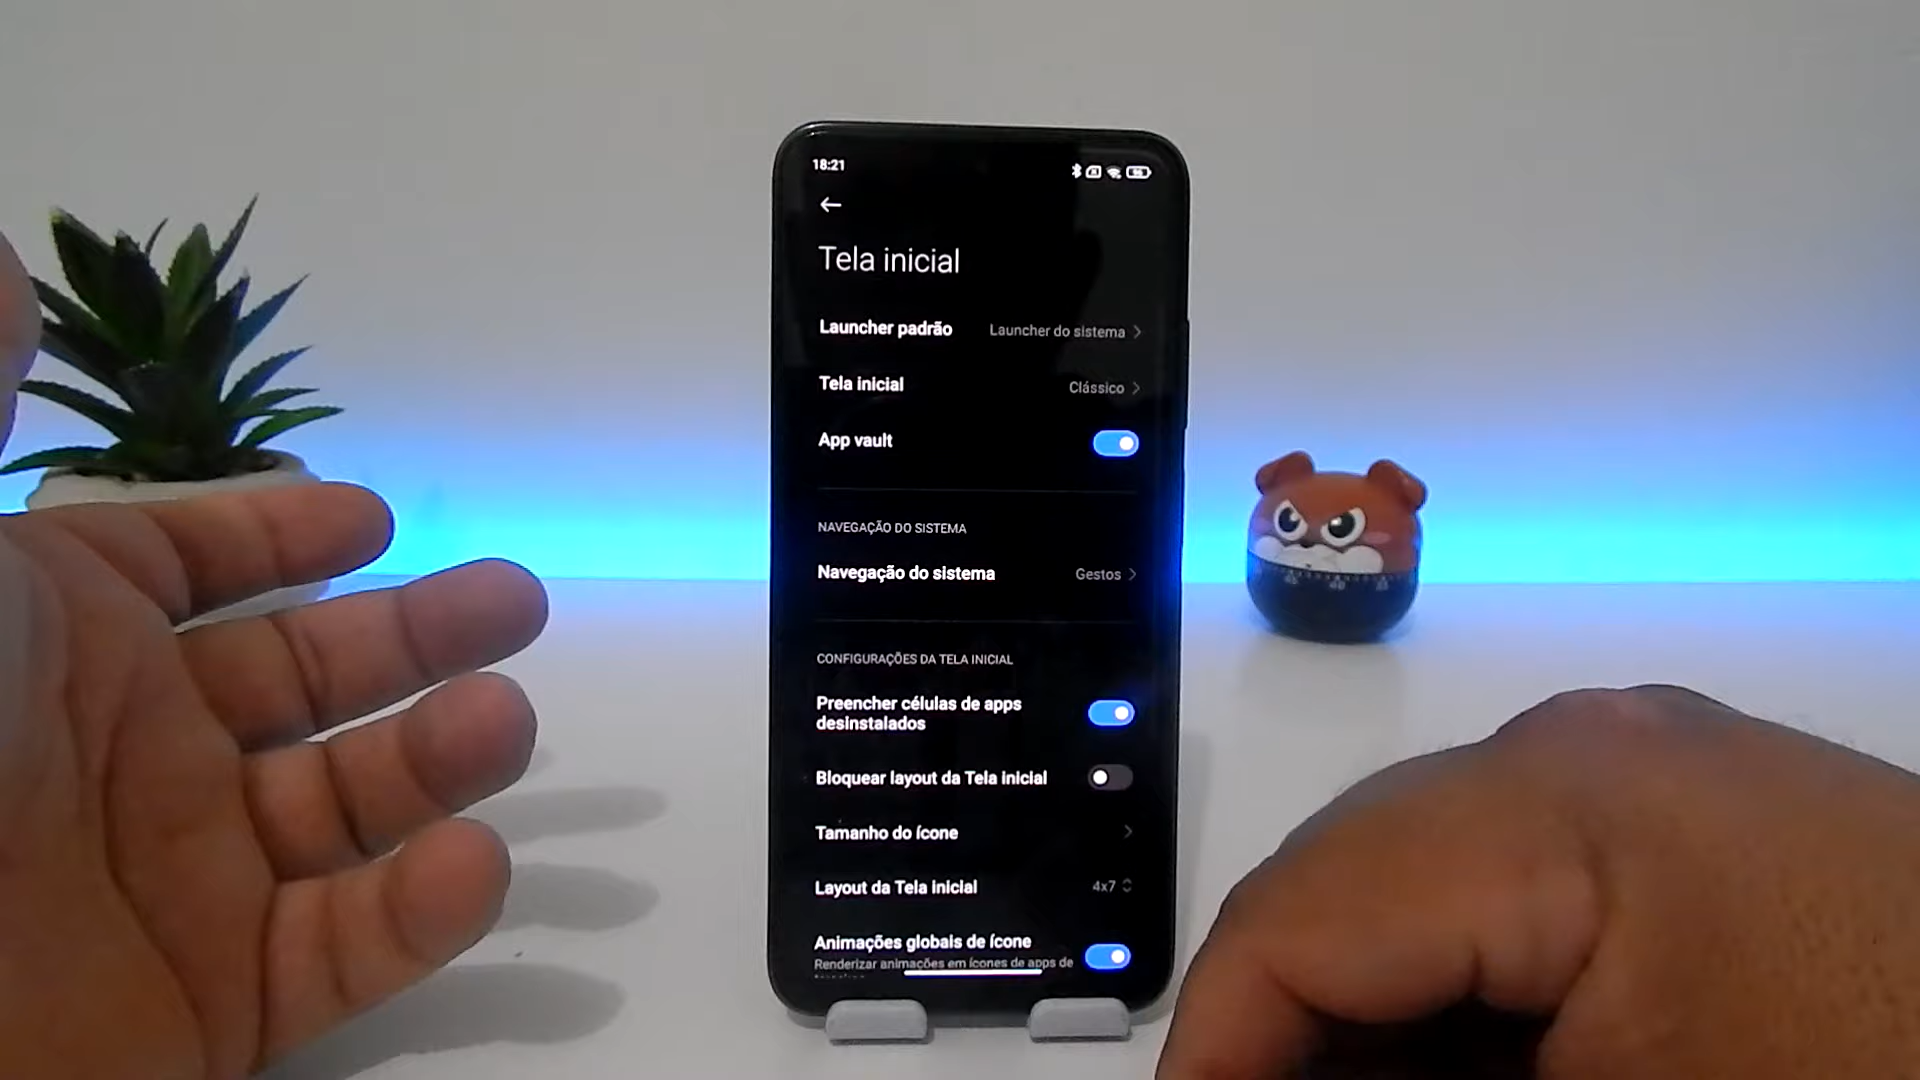 18:21
Tela inicial
Launcher padrão Launcher do sistema
Tela inicial Clássico
App vault
NAVEGAÇÃO DO SISTEMA
Navegação do sistema Gestos
CONFIGURAÇÕES DA TELA INICIAL
Preencher células de apps
desinstalados
Bloquear layout da Tela inicial
Tamanho do ícone
Layout da Tela inicial 4x7
Animações globais de ícone
Renderizar animações em ícones de apps de